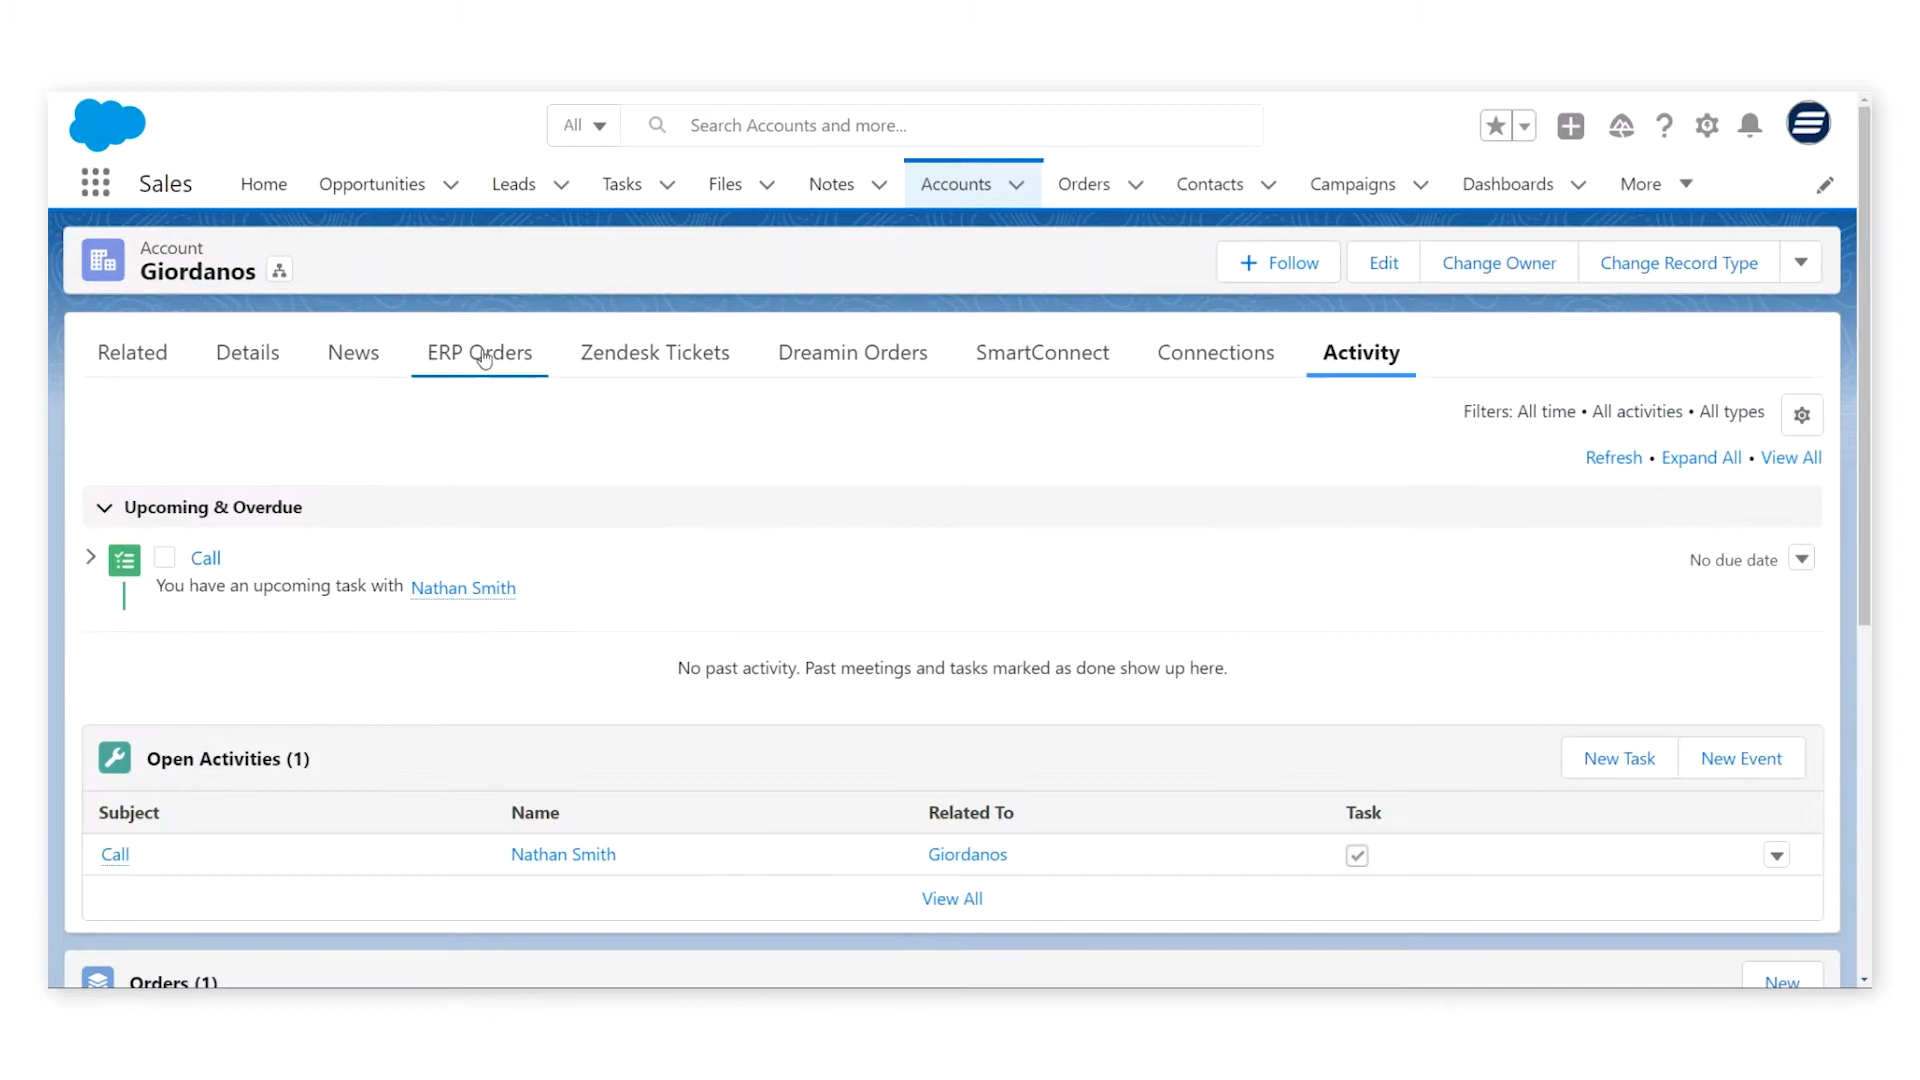 All Search Accounts and more...
Sales Home Opportunities Leads Tasks Files Notes Accounts Orders Contacts Campaigns Dashboards More
Account
Giordanos
Follow Edit Change Owner Change Record Type
Related Details News ERP Orders Zendesk Tickets Dreamin Orders SmartConnect Connections Activity
Filters: All time • All activities • All types
Refresh • Expand All • View All
Upcoming & Overdue
Call
No due date
You have an upcoming task with Nathan Smith
No past activity. Past meetings and tasks marked as done show up here.
Open Activities (1) New Task New Event
Subject Name Related To Task
Call Nathan Smith Giordanos
View All
Orders (1) New